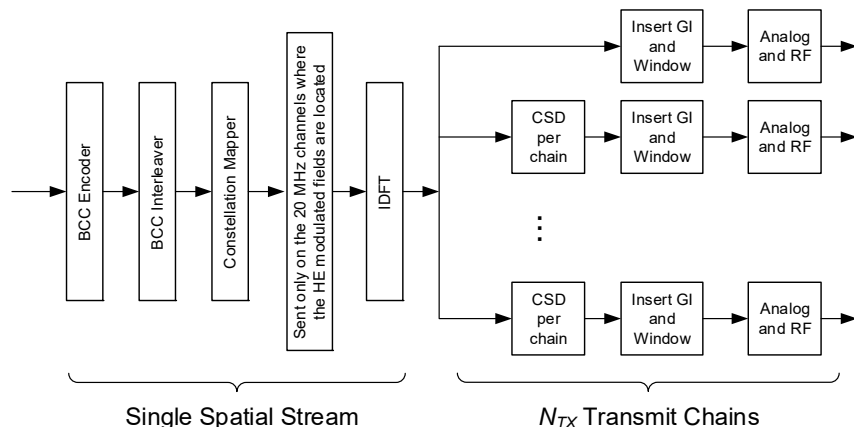 BCC Encoder
BCC Interleaver
Constellation Mapper
Sent only on the 20 MHz channels where
the HE modulated fields are located
IDFT
Insert GI
and
Window
Analog
and RF
CSD
per
chain
Insert GI
and
Window
Analog
and RF
⋮
CSD
per
chain
Insert GI
and
Window
Analog
and RF
Single Spatial Stream
N_TX Transmit Chains